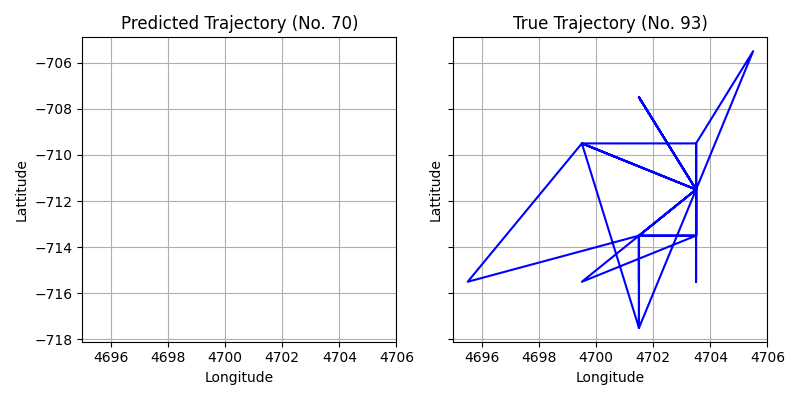 Predicted Trajectory (No. 70)
True Trajectory (No. 93)
Lattitude
−706
−708
−710
−712
−714
−716
−718
4696 4698 4700 4702 4704 4706
Longitude
Lattitude
4696 4698 4700 4702 4704 4706
Longitude